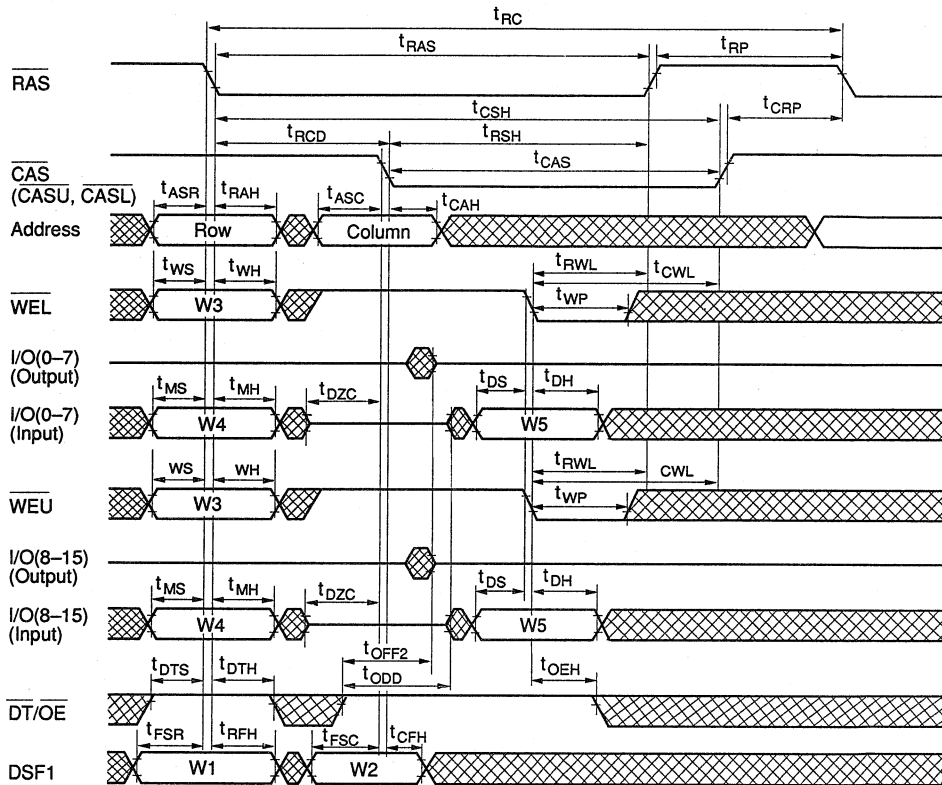 tRC
tRAS tRP
RAS
tCSH tCRP
tRCD tRSH
tCAS
CAS
(CASU, CASL)
tASR tRAH tASC tCAH
Address Row Column
tRWL
tWS tWH tCWL
tWP
WEL W3
I/O(0–7)
(Output)
tMS tMH tDZC tDS tDH
I/O(0–7)
(Input) W4 W5
WS WH tRWL CWL
tWP
WEU W3
I/O(8–15)
(Output)
tMS tMH tDZC tDS tDH
I/O(8–15)
(Input) W4 W5
tOFF2
tDTS tDTH tODD tOEH
DT/OE
tFSR tRFH tFSC tCFH
DSF1 W1 W2